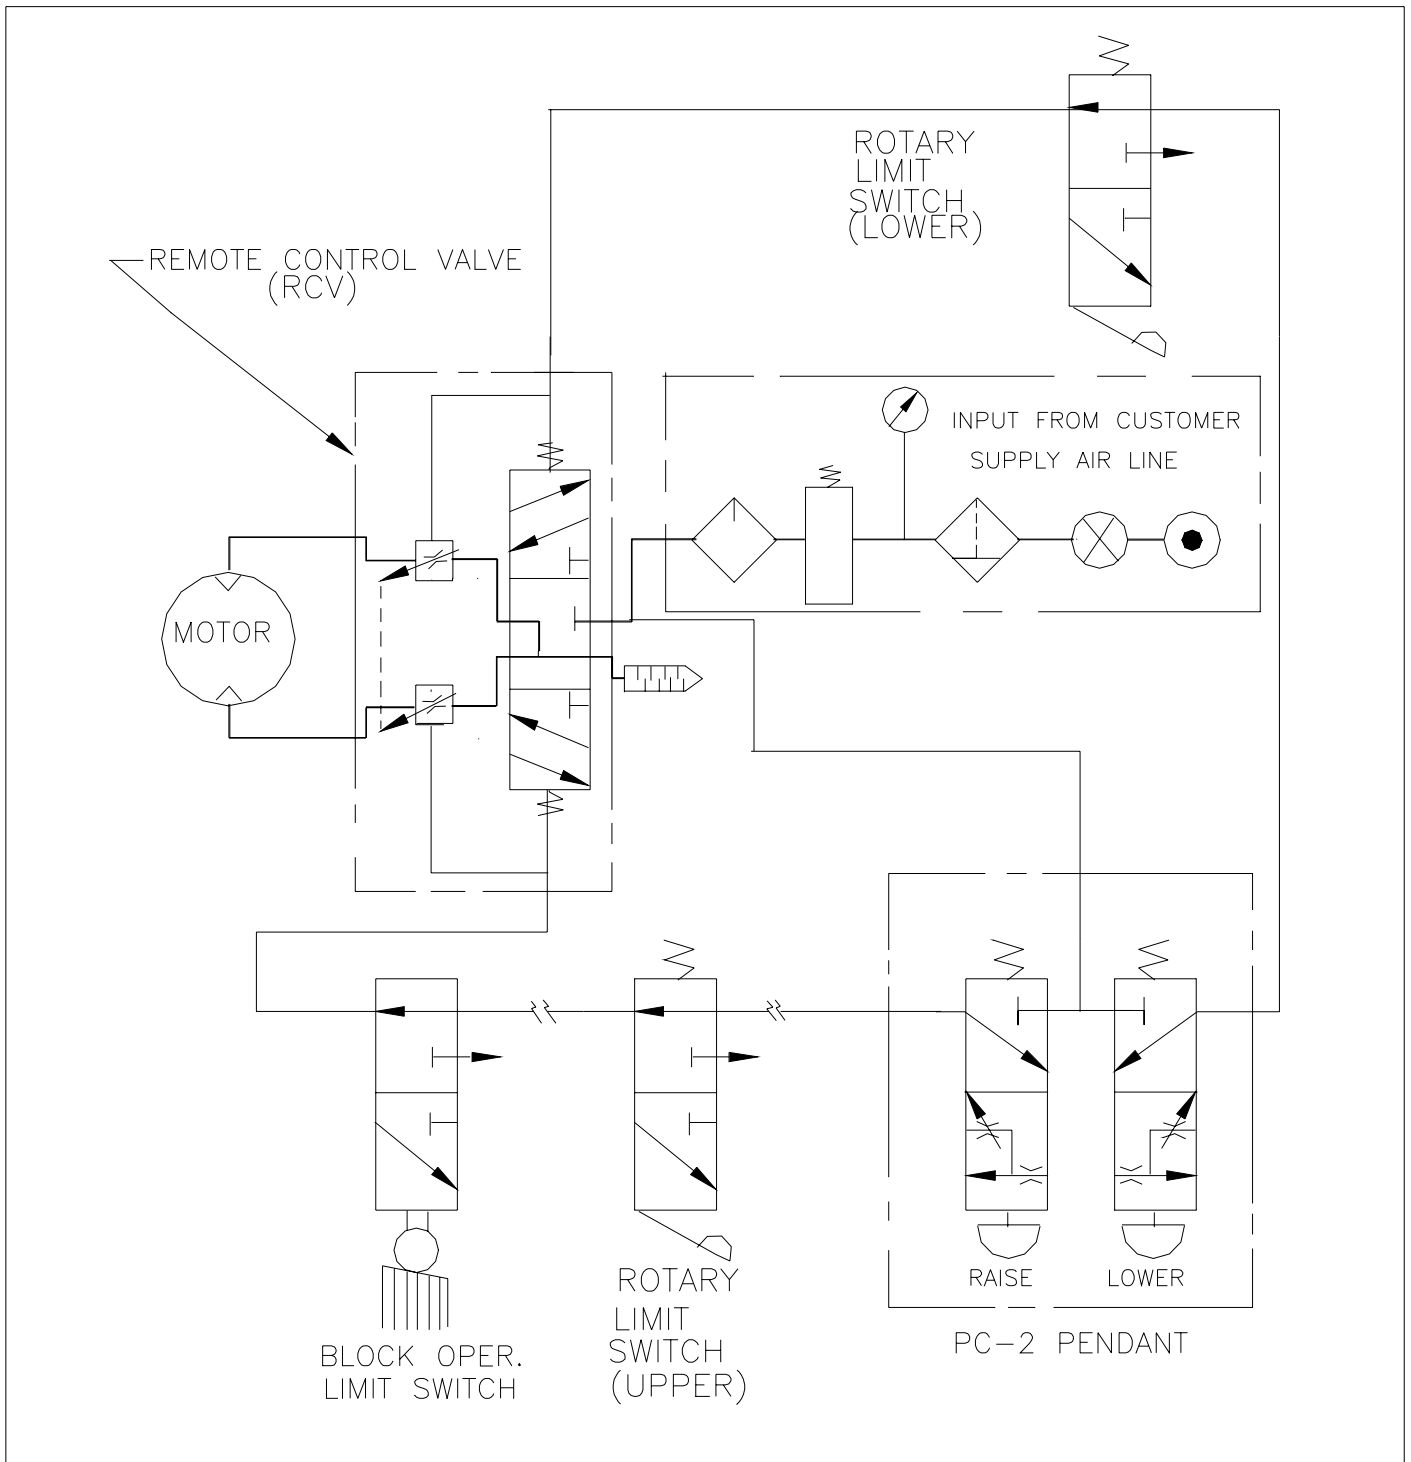 ROTARY
LIMIT
SWITCH
(LOWER)
REMOTE CONTROL VALVE
(RCV)
INPUT FROM CUSTOMER
SUPPLY AIR LINE
MOTOR
RAISE
LOWER
PC-2 PENDANT
ROTARY
LIMIT
SWITCH
(UPPER)
BLOCK OPER.
LIMIT SWITCH